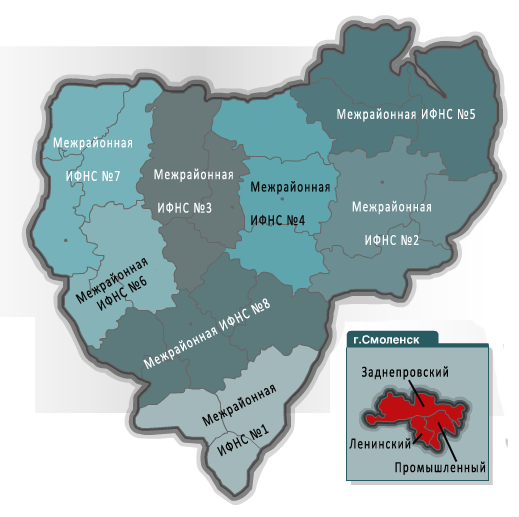 Межрайонная ИФНС №5
Межрайонная
ИФНС №7
Межрайонная
ИФНС №3
Межрайонная
ИФНС №4
Межрайонная
ИФНС №2
Межрайонная
ИФНС №6
Межрайонная ИФНС №8
Межрайонная
ИФНС №1
г.Смоленск
Заднепровский
Ленинский
Промышленный